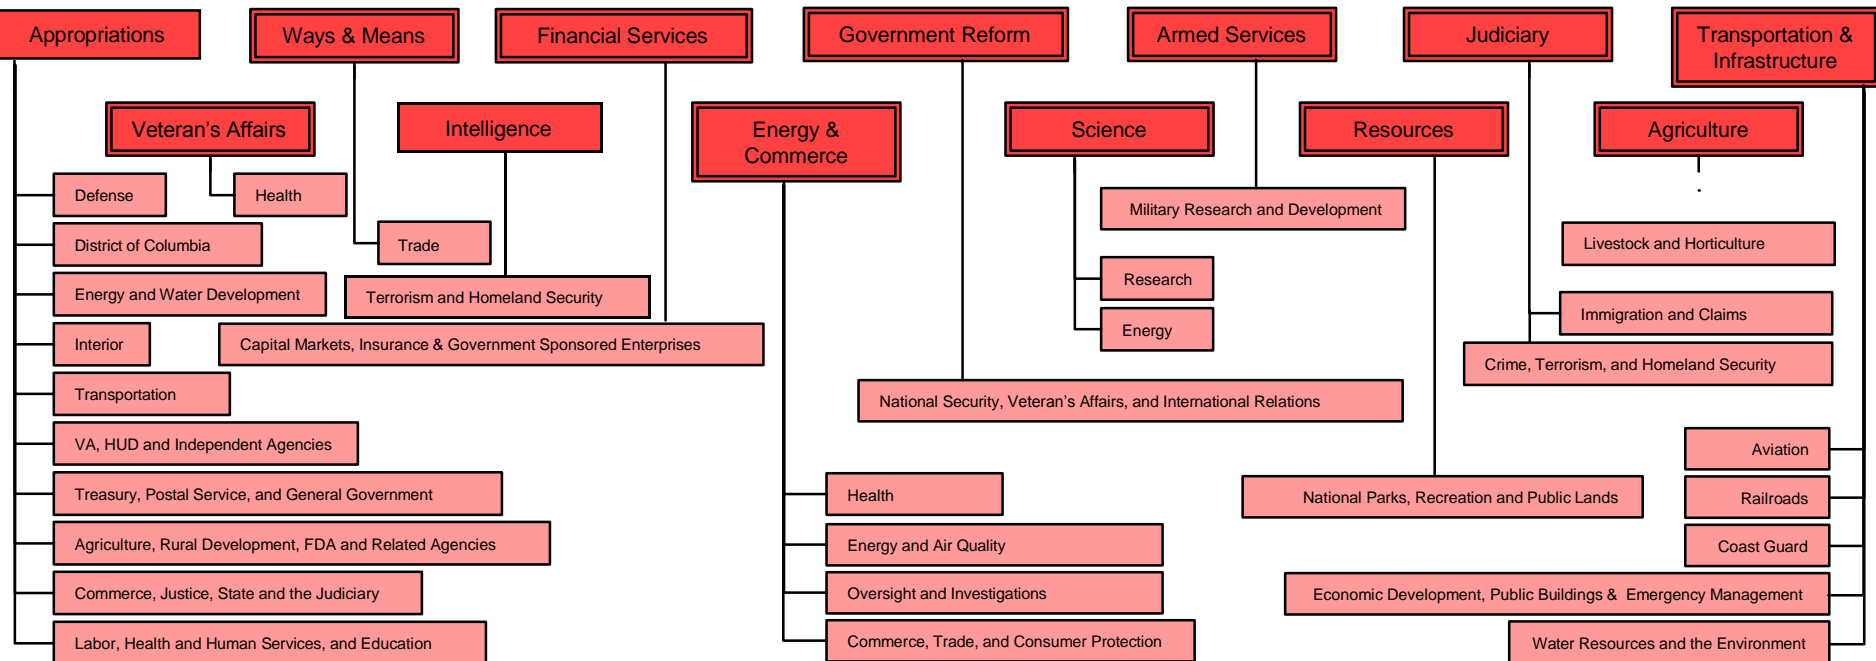 Appropriations
Ways & Means
Financial Services
Government Reform
Armed Services
Judiciary
Transportation &
Infrastructure
Veteran's Affairs
Intelligence
Energy &
Commerce
Science
Resources
Agriculture
Defense
Health
Military Research and Development
District of Columbia
Trade
Livestock and Horticulture
Research
Energy and Water Development
Terrorism and Homeland Security
Immigration and Claims
Energy
Interior
Capital Markets, Insurance & Government Sponsored Enterprises
Crime, Terrorism, and Homeland Security
Transportation
National Security, Veteran's Affairs, and International Relations
VA, HUD and Independent Agencies
Aviation
Treasury, Postal Service, and General Government
Health
National Parks, Recreation and Public Lands
Railroads
Agriculture, Rural Development, FDA and Related Agencies
Energy and Air Quality
Coast Guard
Commerce, Justice, State and the Judiciary
Oversight and Investigations
Economic Development, Public Buildings & Emergency Management
Labor, Health and Human Services, and Education
Commerce, Trade, and Consumer Protection
Water Resources and the Environment